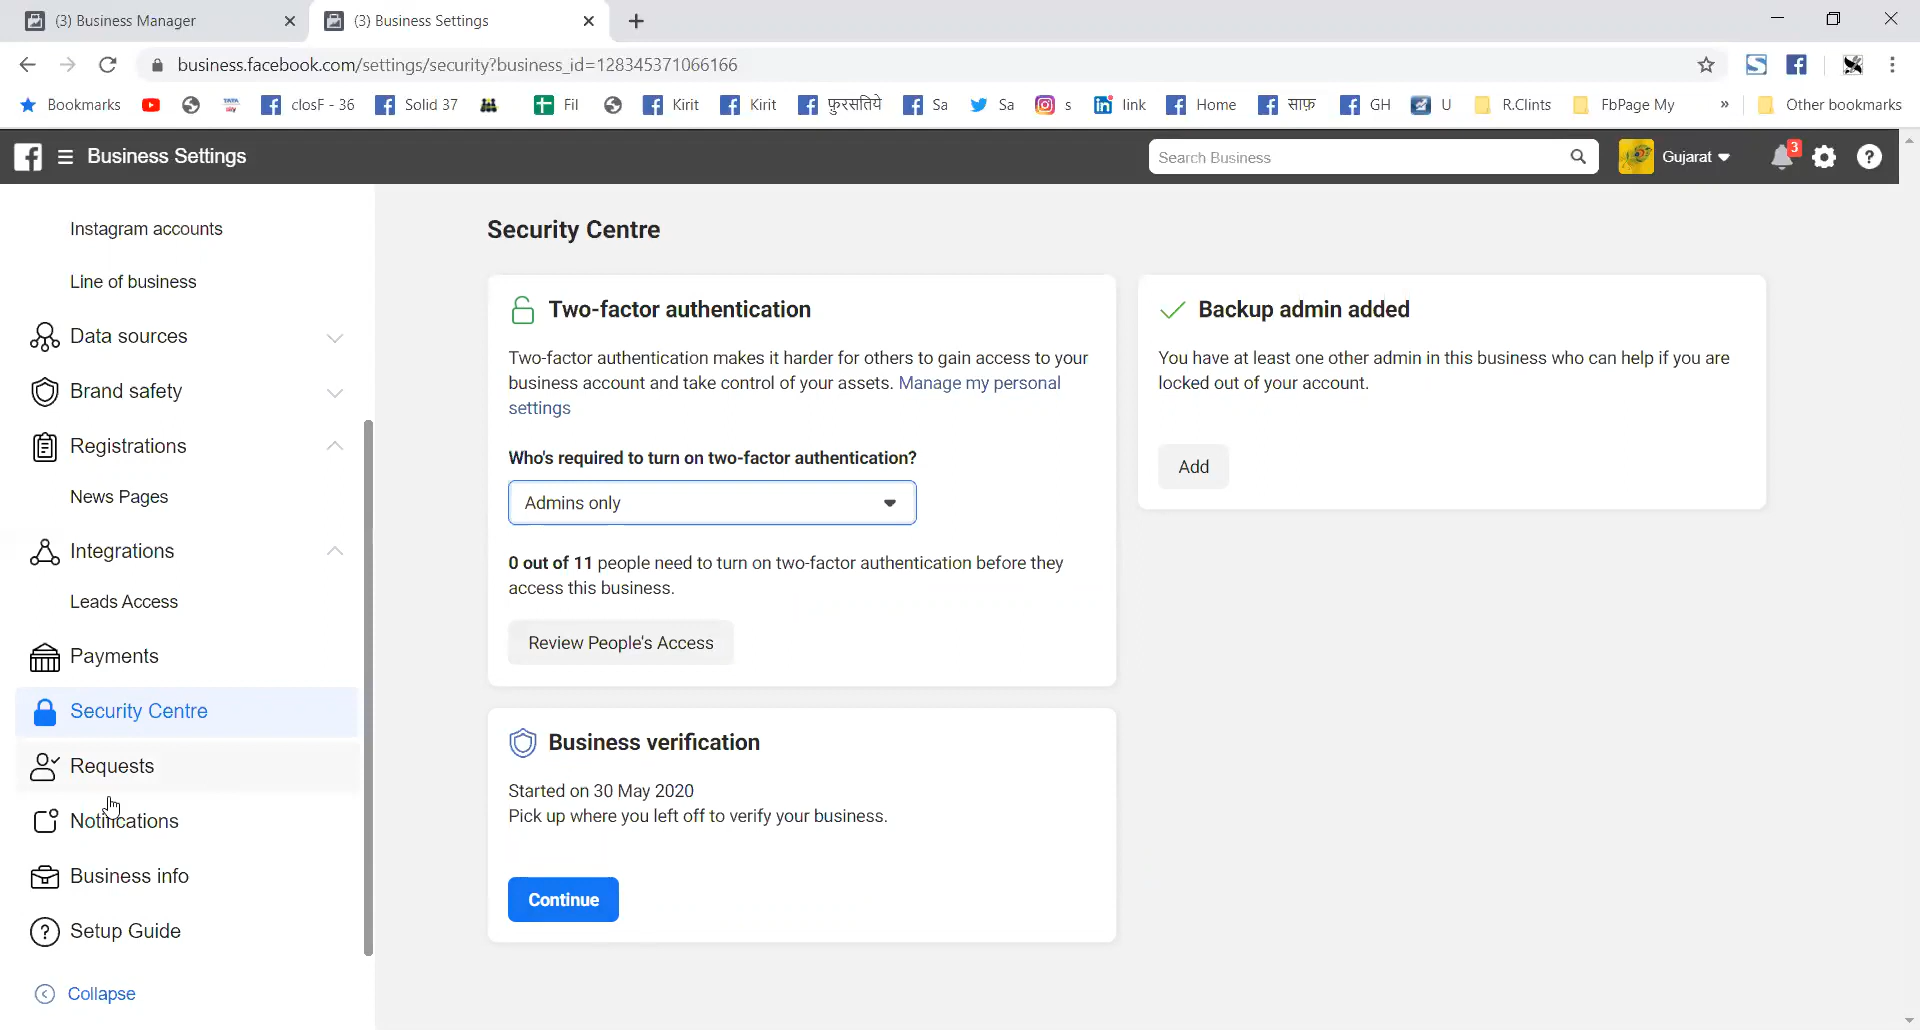 (3) Business Manager
(3) Business Settings
business.facebook.com/settings/security?business_id=128345371066166
Bookmarks closF - 36 Solid 37 Fil Kirit Kirit फ़ुरसतिये Sa Sa s link Home साफ़ GH U R.Clints FbPage My » Other bookmarks
Business Settings
Search Business
Gujarat
3
Instagram accounts
Line of business
Data sources
Brand safety
Registrations
News Pages
Integrations
Leads Access
Payments
Security Centre
Requests
Notifications
Business info
Setup Guide
Collapse
Security Centre
Two-factor authentication
Two-factor authentication makes it harder for others to gain access to your
business account and take control of your assets. Manage my personal
settings
Who's required to turn on two-factor authentication?
Admins only
0 out of 11 people need to turn on two-factor authentication before they
access this business.
Review People's Access
Backup admin added
You have at least one other admin in this business who can help if you are
locked out of your account.
Add
Business verification
Started on 30 May 2020
Pick up where you left off to verify your business.
Continue